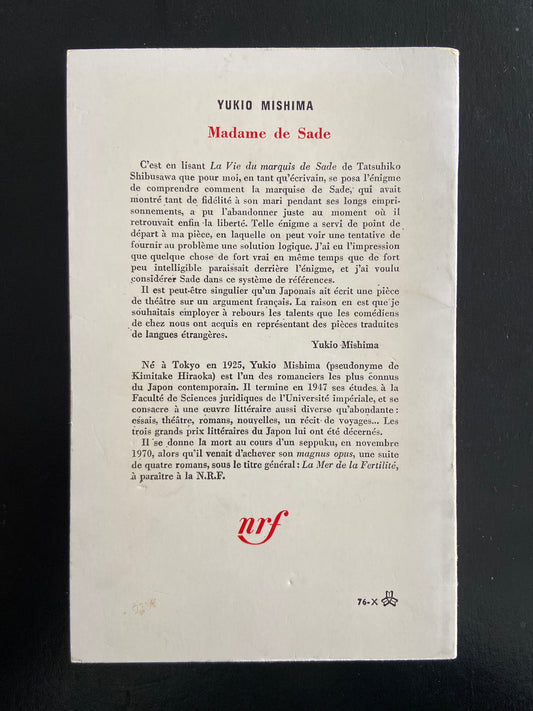 YUKIO MISHIMA
Madame de Sade
C'est en lisant La Vie du marquis de Sade de Tatsuhiko
Shibusawa que pour moi, en tant qu'écrivain, se posa l'énigme
de comprendre comment la marquise de Sade, qui avait
montré tant de fidélité à son mari pendant ses longs empri-
sonnements, a pu l'abandonner juste au moment où il
retrouvait enfin la liberté. Telle énigme a servi de point de
départ à ma pièce, en laquelle on peut voir une tentative de
fournir au problème une solution logique. J'ai eu l'impression
que quelque chose de fort vrai en même temps que de fort
peu intelligible paraissait derrière l'énigme, et j'ai voulu
considérer Sade dans ce système de références.
Il est peut-être singulier qu'un Japonais ait écrit une pièce
de théâtre sur un argument français. La raison en est que je
souhaitais employer à rebours les talents que les comédiens
de chez nous ont acquis en représentant des pièces traduites
de langues étrangères.
Yukio Mishima
Né à Tokyo en 1925, Yukio Mishima (pseudonyme de
Kimitake Hiraoka) est l'un des romanciers les plus connus
du Japon contemporain. Il termine en 1947 ses études à la
Faculté de Sciences juridiques de l'Université impériale, et se
consacre à une œuvre littéraire aussi diverse qu'abondante :
essais, théâtre, romans, nouvelles, un récit de voyages... Les
trois grands prix littéraires du Japon lui ont été décernés.
Il se donne la mort au cours d'un seppuku, en novembre
1970, alors qu'il venait d'achever son magnus opus, une suite
de quatre romans, sous le titre général : La Mer de la Fertilité,
à paraître à la N.R.F.
nrf
76-X